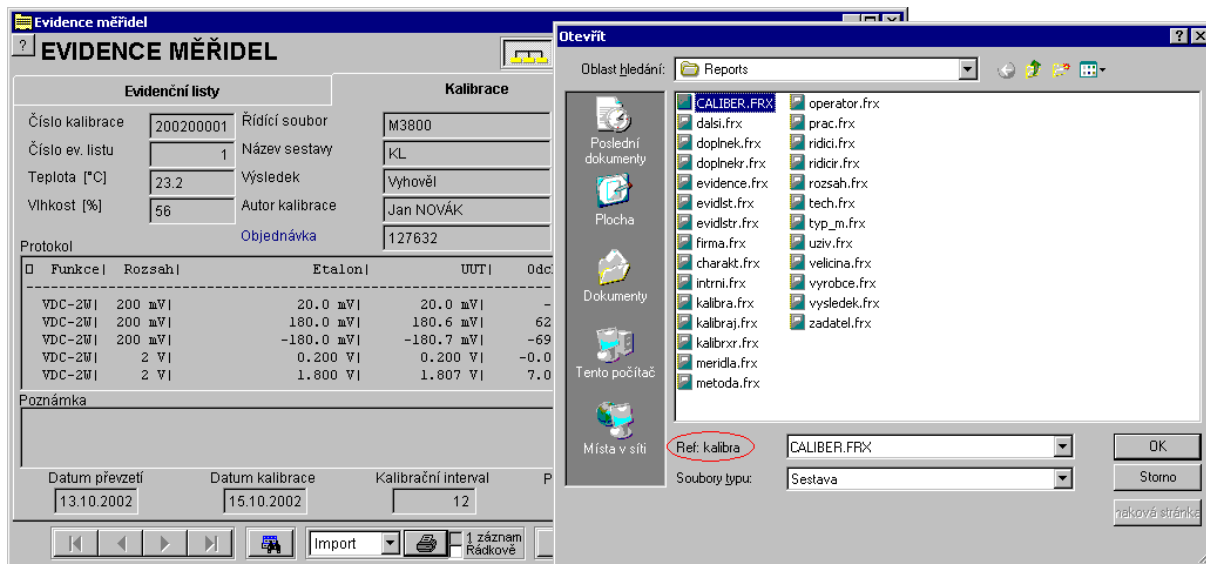 Evidence měřidel
? EVIDENCE MĚŘIDEL
Evidenční listy
Kalibrace
Číslo kalibrace 200200001 Řídící soubor M3800
Číslo ev. listu 1 Název sestavy KL
Teplota [°C] 23.2 Výsledek Vyhověl
Vlhkost [%] 56 Autor kalibrace Jan NOVÁK
Objednávka 127632
Protokol
Funkce| Rozsah| Etalon| UUT| Odc
VDC-2W| 200 mV| 20.0 mV| 20.0 mV| -
VDC-2W| 200 mV| 180.0 mV| 180.6 mV| 62
VDC-2W| 200 mV| -180.0 mV| -180.7 mV| -69
VDC-2W| 2 V| 0.200 V| 0.200 V| -0.0
VDC-2W| 2 V| 1.800 V| 1.807 V| 7.0
Poznámka
Datum převzetí Datum kalibrace Kalibrační interval P
13.10.2002 15.10.2002 12
Import 1 záznam
Řádkově
Otevřít
Oblast hledání: Reports
Poslední
dokumenty
Plocha
Dokumenty
Tento počítač
Místa v síti
CALIBER.FRX
dalsi.frx
doplnek.frx
doplnekr.frx
evidence.frx
evidlst.frx
evidlstr.frx
firma.frx
charakt.frx
intrni.frx
kalibra.frx
kalibraj.frx
kalibrxr.frx
meridla.frx
metoda.frx
operator.frx
prac.frx
ridici.frx
ridicir.frx
rozsah.frx
tech.frx
typ_m.frx
uziv.frx
velicina.frx
vyrobce.frx
vysledek.frx
zadatel.frx
Ref: kalibra CALIBER.FRX OK
Soubory typu: Sestava Storno
naková stránka